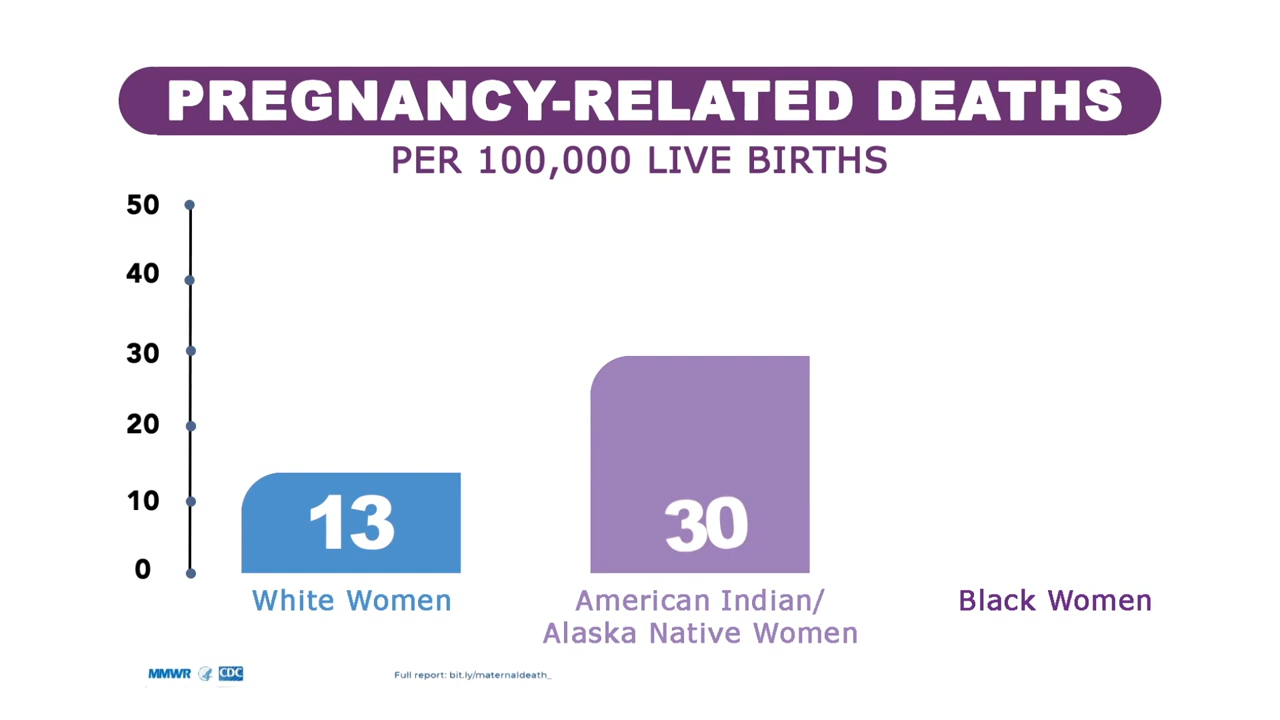 PREGNANCY-RELATED DEATHS
PER 100,000 LIVE BIRTHS
50
40
30
20
10
0
13
30
White Women
American Indian/
Alaska Native Women
Black Women
MMWR
CDC
Full report: bit.ly/maternaldeath_